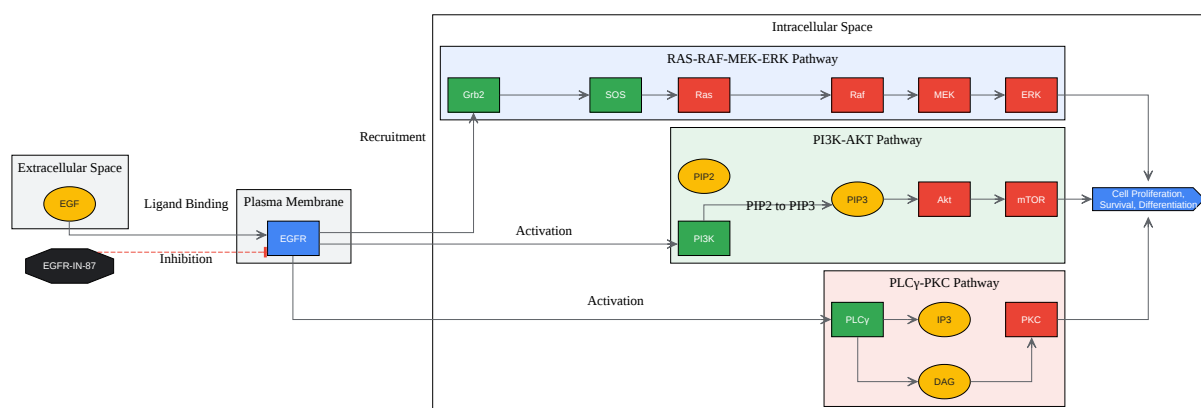 Intracellular Space
RAS-RAF-MEK-ERK Pathway
Grb2
SOS
Ras
Raf
MEK
ERK
Recruitment
PI3K-AKT Pathway
Extracellular Space
PIP2
EGF
Ligand Binding
Plasma Membrane
PIP2 to PIP3
PIP3
Akt
mTOR
Cell Proliferation,
Survival, Differentiation
EGFR
Activation
PI3K
EGFR-IN-87
Inhibition
PLCγ-PKC Pathway
Activation
PLCγ
IP3
PKC
DAG